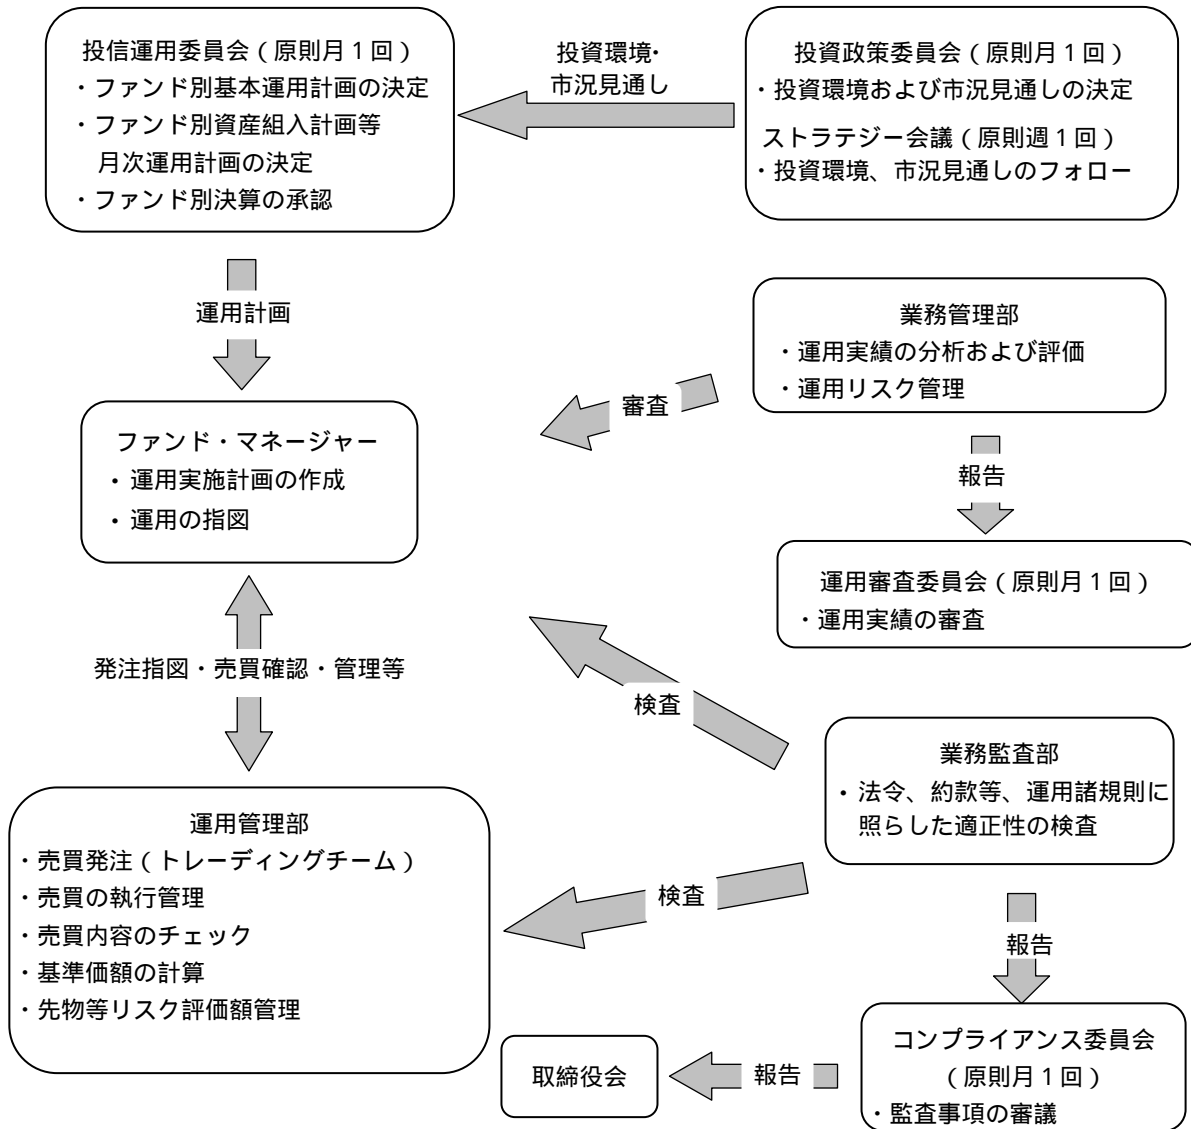 投信運用委員会（原則月１回）
・ファンド別基本運用計画の決定
・ファンド別資産組入計画等
月次運用計画の決定
・ファンド別決算の承認
投資環境・
市況見通し
投資政策委員会（原則月１回）
・投資環境および市況見通しの決定
ストラテジー会議（原則週１回）
・投資環境、市況見通しのフォロー
運用計画
業務管理部
・運用実績の分析および評価
・運用リスク管理
審査
ファンド・マネージャー
・運用実施計画の作成
・運用の指図
報告
運用審査委員会（原則月１回）
・運用実績の審査
発注指図・売買確認・管理等
検査
業務監査部
・法令、約款等、運用諸規則に
照らした適正性の検査
運用管理部
・売買発注（トレーディングチーム）
・売買の執行管理
・売買内容のチェック
・基準価額の計算
・先物等リスク評価額管理
検査
報告
コンプライアンス委員会
（原則月１回）
・監査事項の審議
報告
取締役会